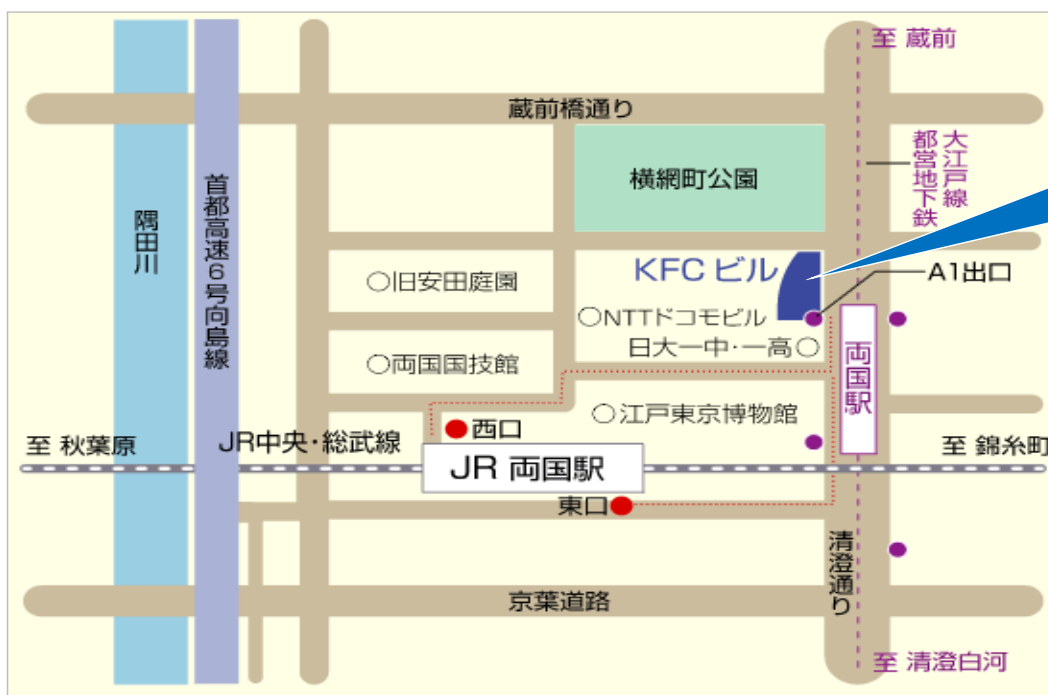 至 蔵前
蔵前橋通り
大江戸線
都営地下鉄
横網町公園
首都高速6号向島線
隅田川
KFC ビル
A1出口
○旧安田庭園
○NTTドコモビル
日大一中・一高○
両国駅
○両国国技館
○江戸東京博物館
西口
至 秋葉原
JR中央・総武線
至 錦糸町
JR 両国駅
東口
清澄通り
京葉道路
至 清澄白河